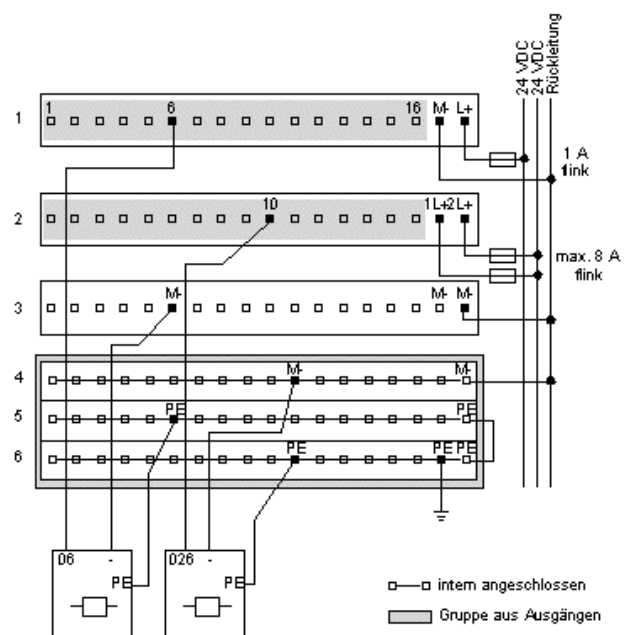 24 VDC
24 VDC
Rückleitung
1 6 16 M- L+
1
1 A
flink
10 1L+2L+
2
max. 8 A
flink
M- M- M-
3
M- M-
4
PE PE
5
PE PE PE
6
06 -
PE
026 -
PE
intern angeschlossen
Gruppe aus Ausgängen